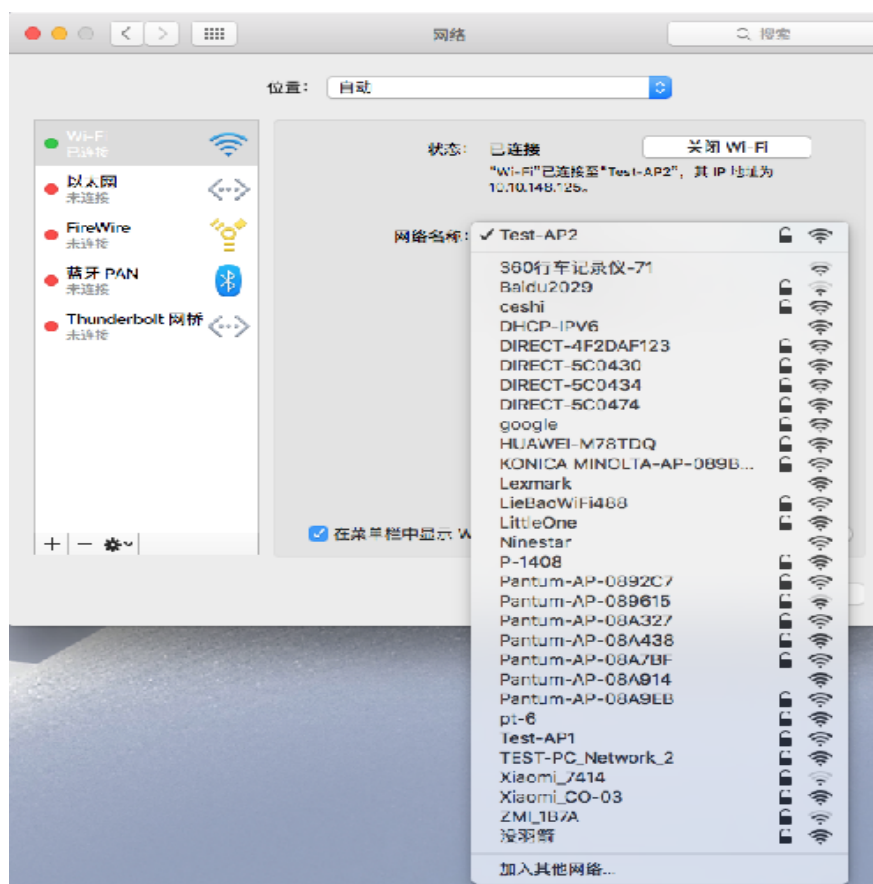 网络
搜索
位置：
自动
Wi-Fi
已连接
以太网
未连接
FireWire
未连接
蓝牙 PAN
未连接
Thunderbolt 网桥
未连接
状态：
已连接
关闭 Wi-Fi
“Wi-Fi”已连接至“Test-AP2”，其 IP 地址为
10.10.148.125。
网络名称：
✓ Test-AP2
360行车记录仪-71
Baidu2029
ceshi
DHCP-IPV6
DIRECT-4F2DAF123
DIRECT-5C0430
DIRECT-5C0434
DIRECT-5C0474
google
HUAWEI-M78TDQ
KONICA MINOLTA-AP-089B...
Lexmark
LieBaoWiFi488
LittleOne
Ninestar
P-1408
Pantum-AP-0892C7
Pantum-AP-089615
Pantum-AP-08A327
Pantum-AP-08A438
Pantum-AP-08A7BF
Pantum-AP-08A914
Pantum-AP-08A9EB
pt-6
Test-AP1
TEST-PC_Network_2
Xiaomi_7414
Xiaomi_CO-03
ZMI_1B7A
没羽箭
加入其他网络...
在菜单栏中显示 W